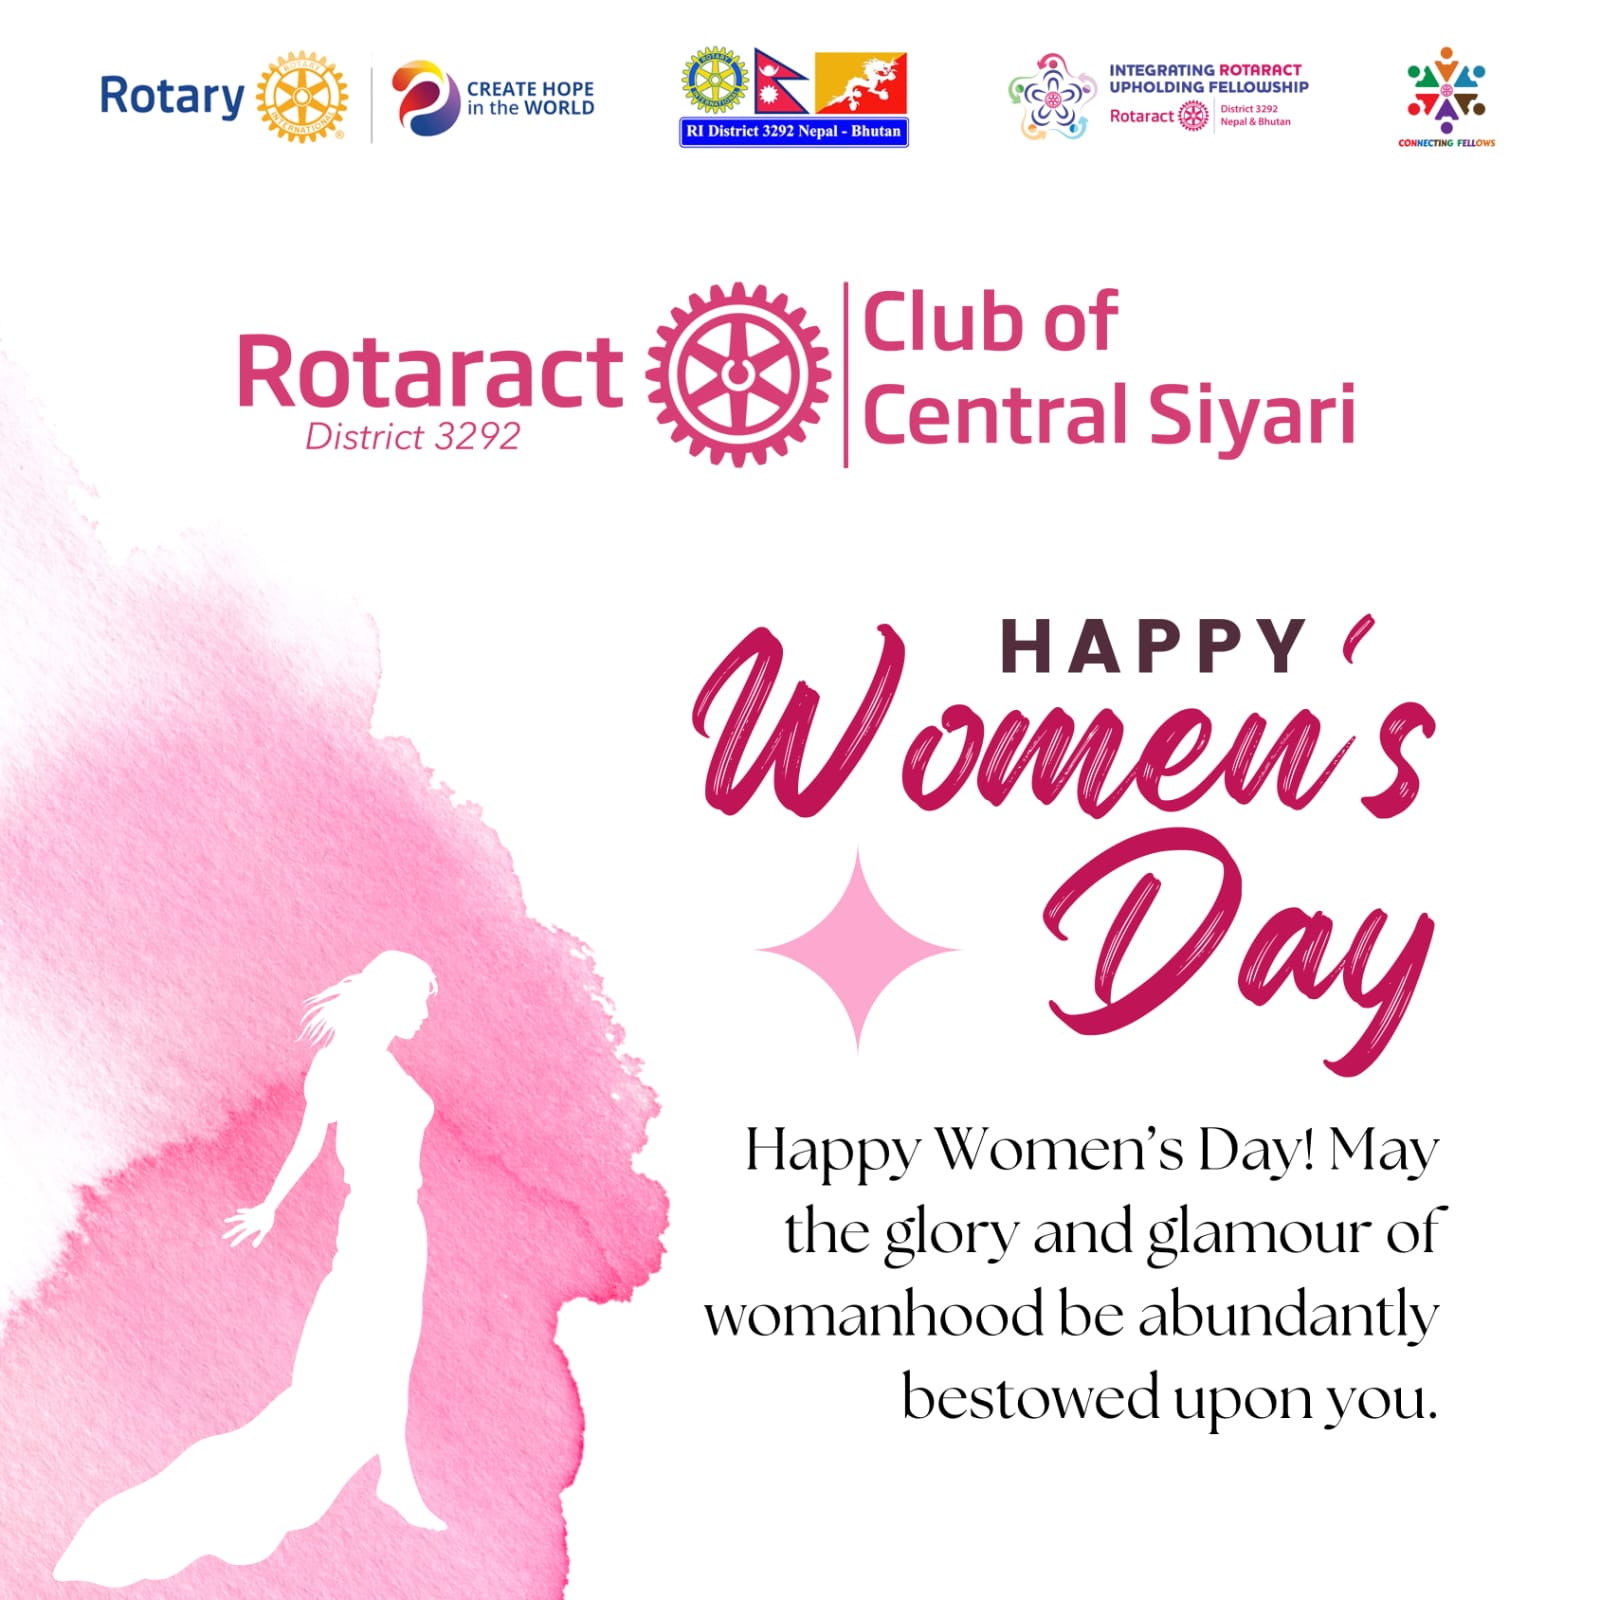 Rotary
ROTARY
INTERNATIONAL
CREATE HOPE
in the WORLD
ROTARY
INTERNATIONAL
RI District 3292 Nepal - Bhutan
INTEGRATING ROTARACT
UPHOLDING FELLOWSHIP
Rotaract
District 3292
Nepal & Bhutan
CONNECTING FELLOWS
Rotaract
District 3292
Club of
Central Siyari
HAPPY
Women's
Day
Happy Women’s Day! May
the glory and glamour of
womanhood be abundantly
bestowed upon you.